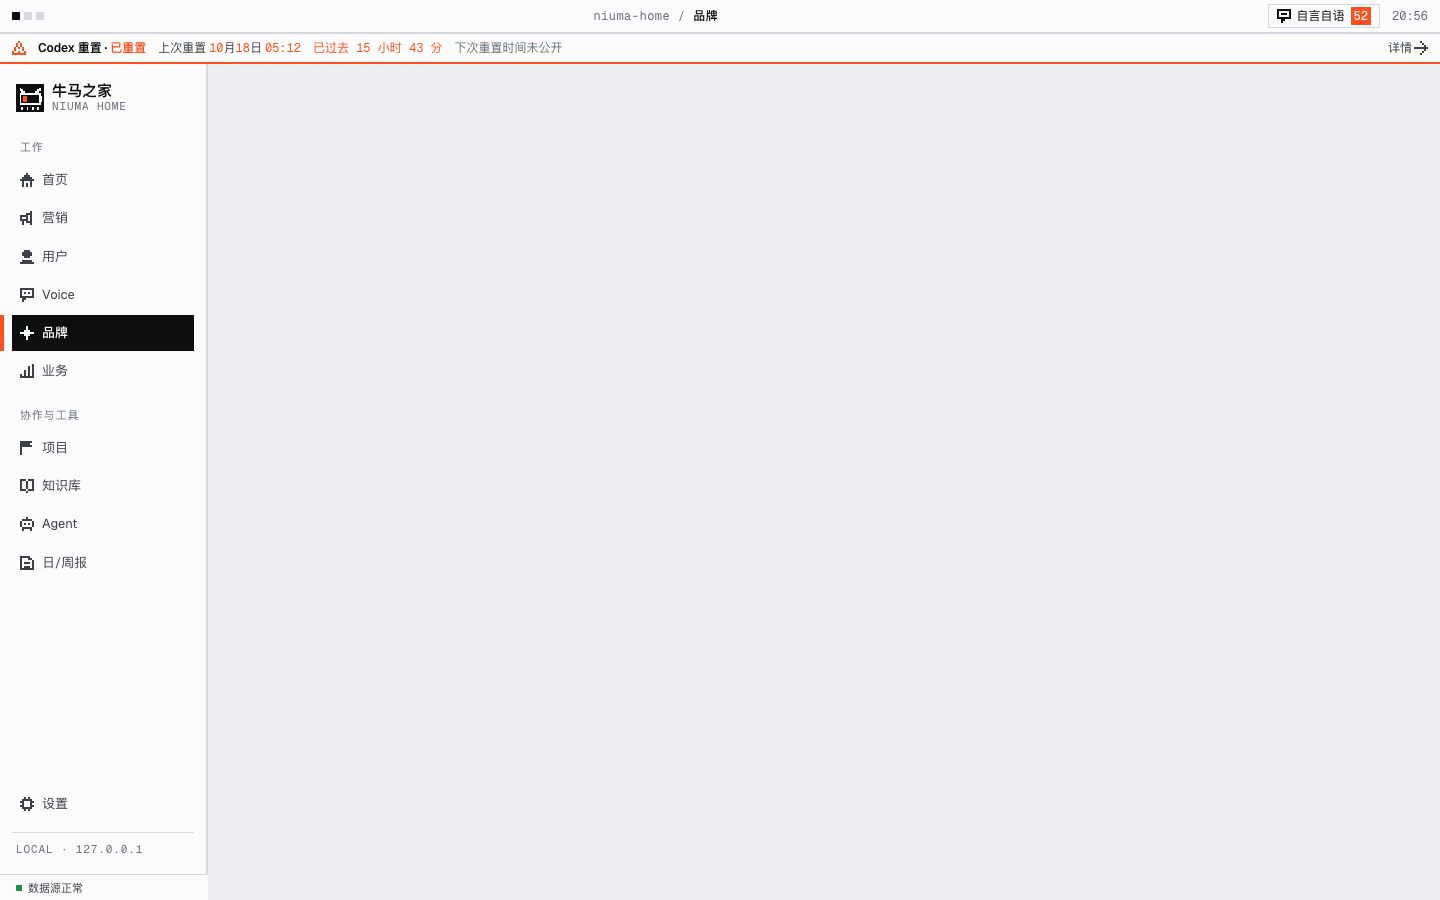 niuma-home / 品牌
自言自语 52
20:56
Codex 重置 · 已重置 上次重置 10月18日 05:12 已过去 15 小时 43 分 下次重置时间未公开
详情
牛马之家
NIUMA HOME
工作
首页
营销
用户
Voice
品牌
业务
协作与工具
项目
知识库
Agent
日/周报
设置
LOCAL · 127.0.0.1
数据源正常